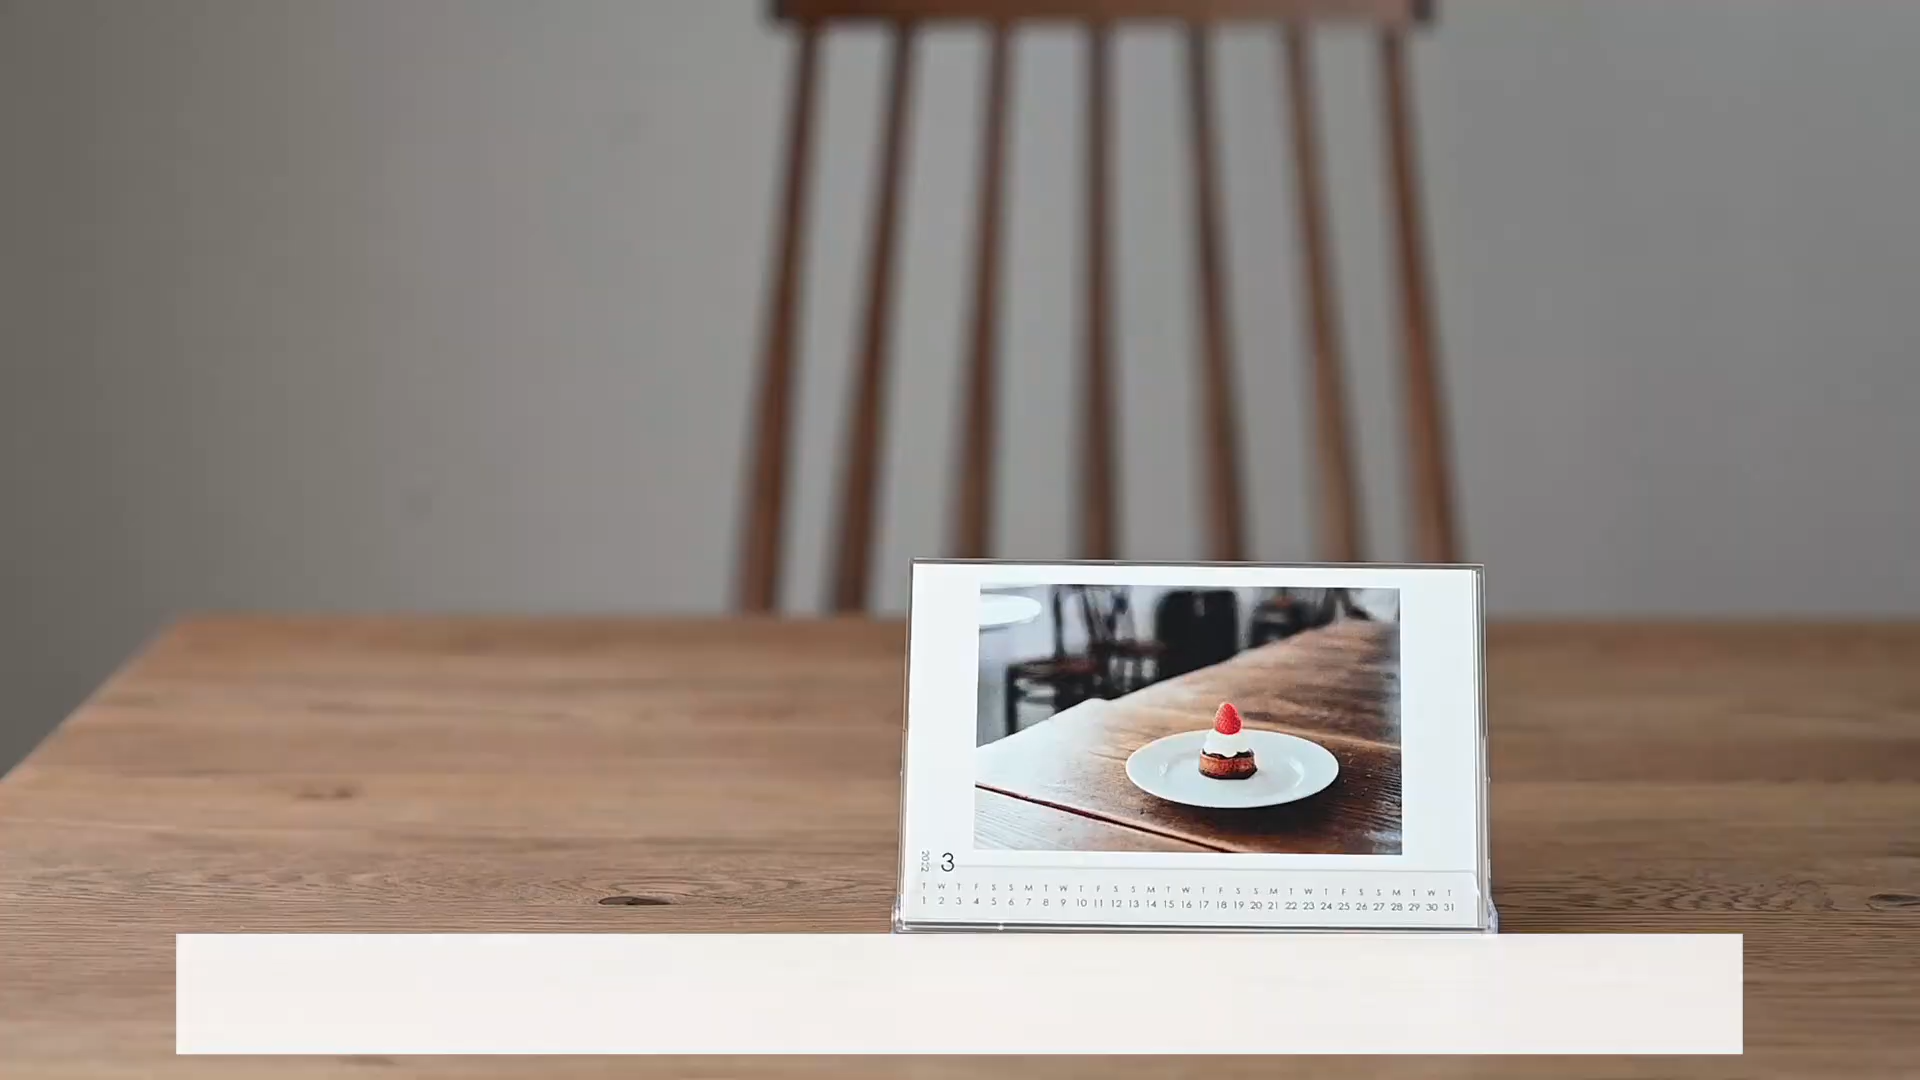 2022
3
T W T F S S M T W T F S S M T W T F S S M T W T F S S M T W T
1 2 3 4 5 6 7 8 9 10 11 12 13 14 15 16 17 18 19 20 21 22 23 24 25 26 27 28 29 30 31